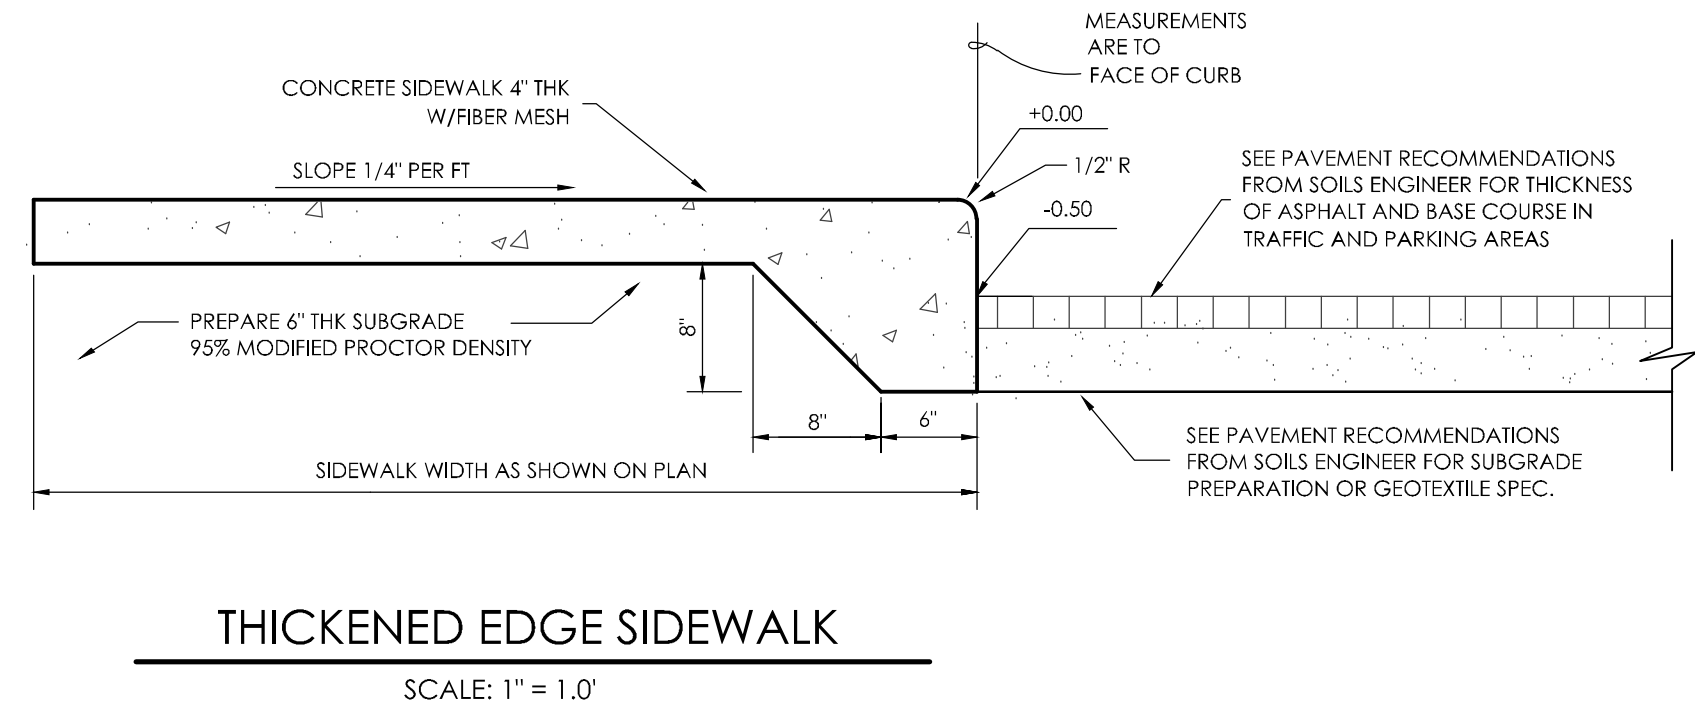 MEASUREMENTS
ARE TO
FACE OF CURB
CONCRETE SIDEWALK 4" THK
W/FIBER MESH
+0.00
SLOPE 1/4" PER FT
1/2" R
SEE PAVEMENT RECOMMENDATIONS
FROM SOILS ENGINEER FOR THICKNESS
OF ASPHALT AND BASE COURSE IN
TRAFFIC AND PARKING AREAS
-0.50
PREPARE 6" THK SUBGRADE
95% MODIFIED PROCTOR DENSITY
8"
8"
6"
SEE PAVEMENT RECOMMENDATIONS
FROM SOILS ENGINEER FOR SUBGRADE
PREPARATION OR GEOTEXTILE SPEC.
SIDEWALK WIDTH AS SHOWN ON PLAN
THICKENED EDGE SIDEWALK
SCALE: 1" = 1.0'